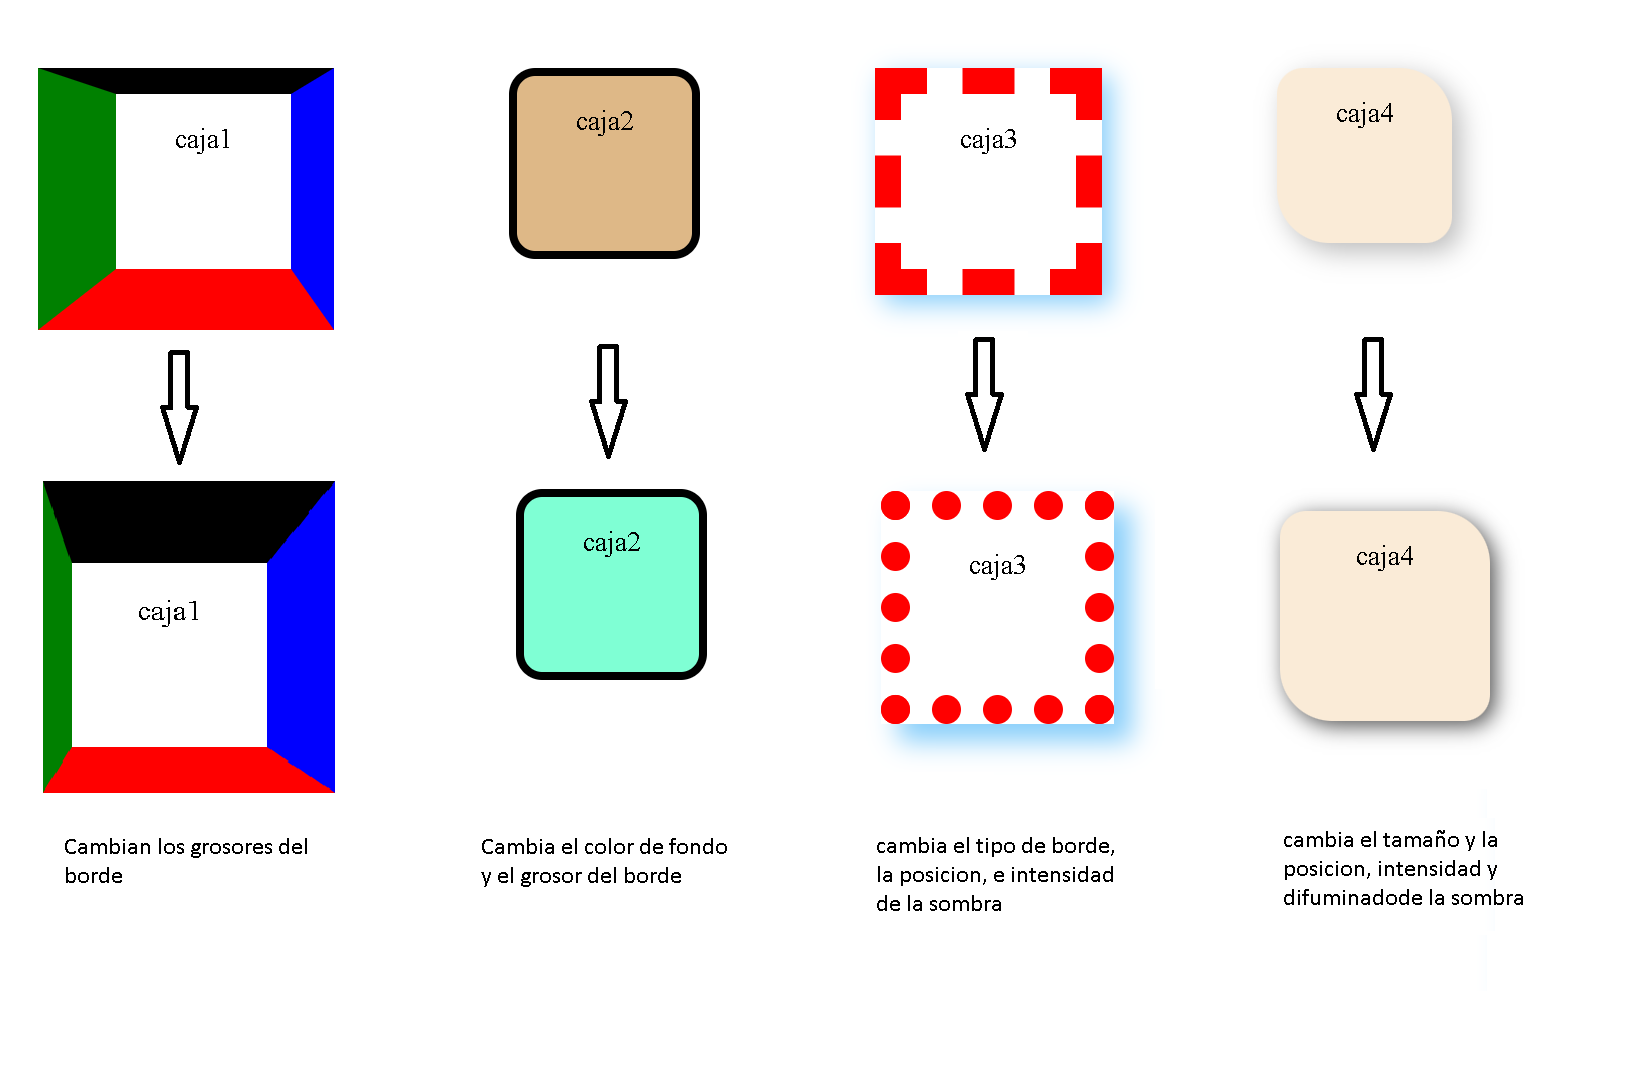 caja1
caja2
caja3
caja4
caja1
caja2
caja3
caja4
Cambian los grosores del
borde
Cambia el color de fondo
y el grosor del borde
cambia el tipo de borde,
la posicion, e intensidad
de la sombra
cambia el tamaño y la
posicion, intensidad y
difuminadode la sombra